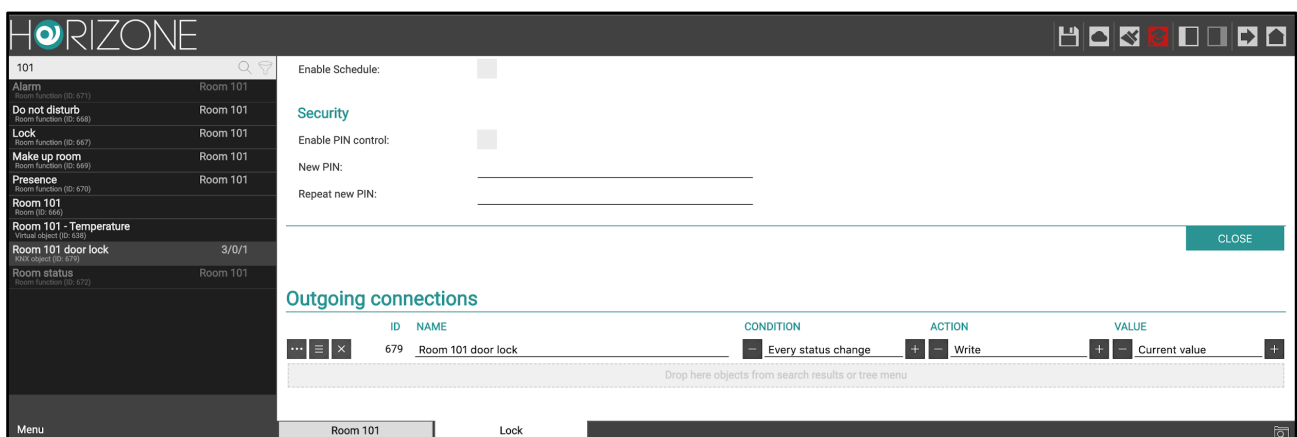 HORIZONE
101
Alarm Room 101
Room function (ID: 671)
Do not disturb Room 101
Room function (ID: 668)
Lock Room 101
Room function (ID: 667)
Make up room Room 101
Room function (ID: 669)
Presence Room 101
Room function (ID: 670)
Room 101
Room (ID: 666)
Room 101 - Temperature
Virtual object (ID: 638)
Room 101 door lock 3/0/1
KNX object (ID: 679)
Room status Room 101
Room function (ID: 672)
Menu
Enable Schedule:
Security
Enable PIN control:
New PIN:
Repeat new PIN:
CLOSE
Outgoing connections
ID NAME CONDITION ACTION VALUE
679 Room 101 door lock Every status change Write Current value
Drop here objects from search results or tree menu
Room 101 Lock